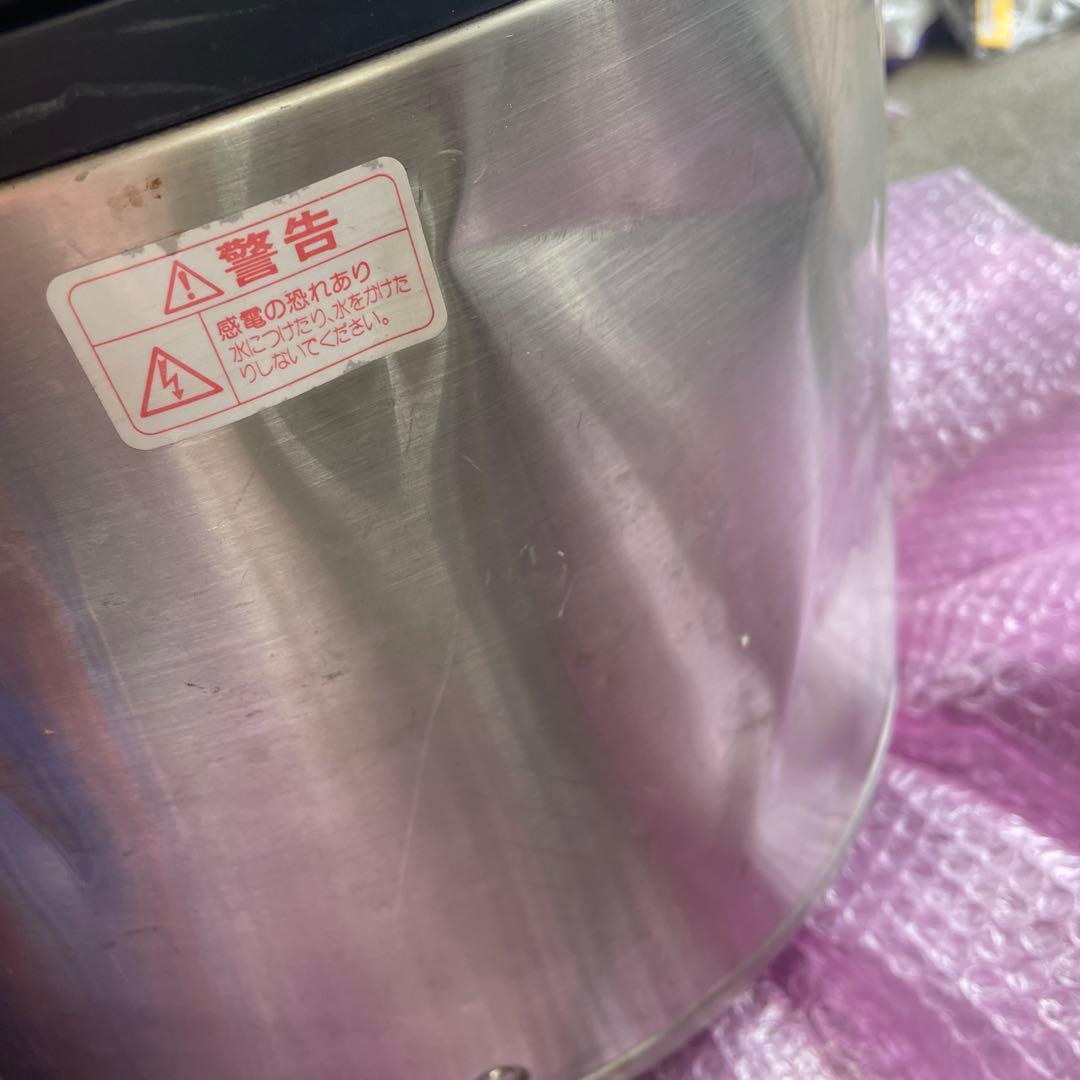 警告
感電の恐れあり
水につけたり、水をかけた
りしないでください。